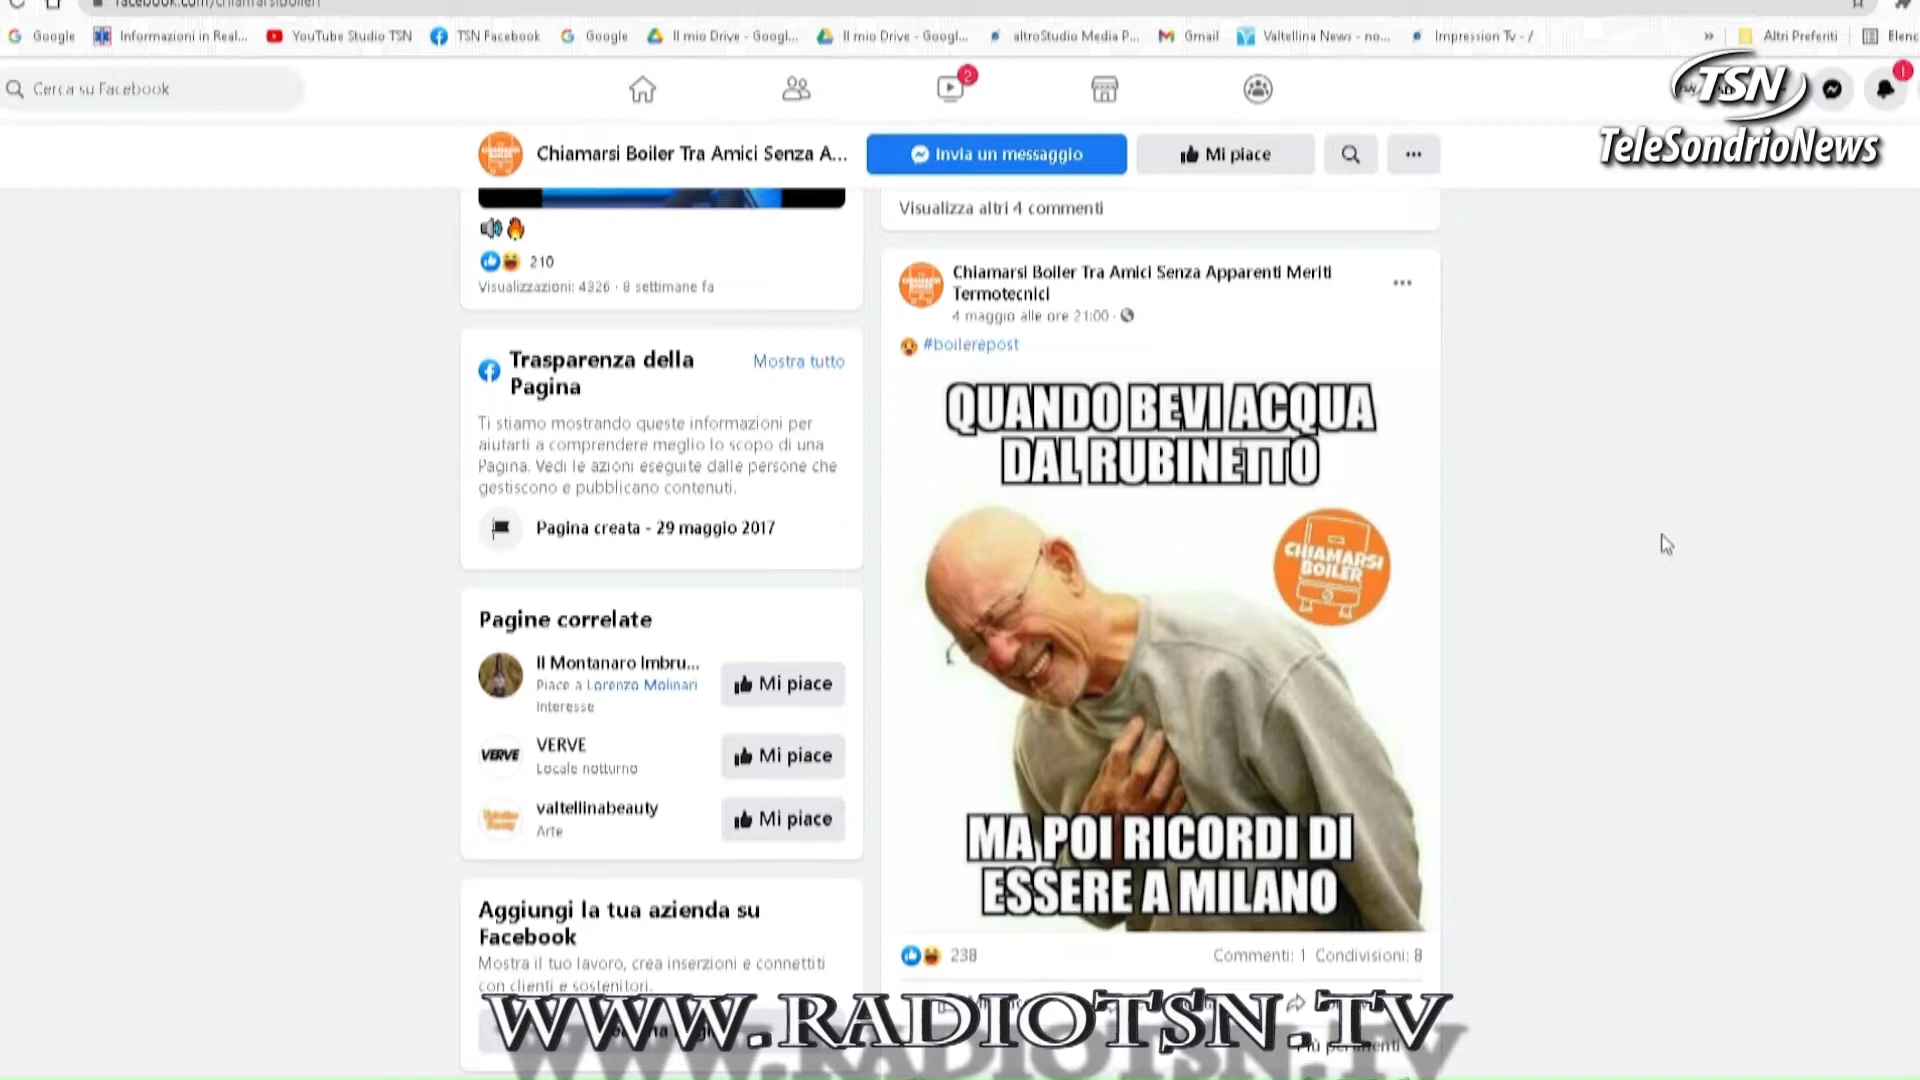 facebook.com/chiamarsiboilerr
Google
Informazioni in Real...
YouTube Studio TSN
TSN Facebook
Google
Il mio Drive - Googl...
Il mio Drive - Googl...
altroStudio Media P...
Gmail
Valtellina News - no...
Impression Tv - /
»
Altri Preferiti
Elenc
Cerca su Facebook
2
1
TSN
TeleSondrioNews
Chiamarsi Boiler Tra Amici Senza A...
Invia un messaggio
Mi piace
210
Visualizzazioni: 4326 · 8 settimane fa
Trasparenza della
Pagina
Mostra tutto
Ti stiamo mostrando queste informazioni per
aiutarti a comprendere meglio lo scopo di una
Pagina. Vedi le azioni eseguite dalle persone che
gestiscono e pubblicano contenuti.
Pagina creata - 29 maggio 2017
Pagine correlate
Il Montanaro Imbru...
Piace a Lorenzo Molinari
Interesse
Mi piace
VERVE
VERVE
Locale notturno
Mi piace
valtellinabeauty
Arte
Mi piace
Aggiungi la tua azienda su
Facebook
Mostra il tuo lavoro, crea inserzioni e connettiti
con clienti e sostenitori.
Visualizza altri 4 commenti
Chiamarsi Boiler Tra Amici Senza Apparenti Meriti
Termotecnici
4 maggio alle ore 21:00 ·
#boilerepost
QUANDO BEVI ACQUA
DAL RUBINETTO
CHIAMARSI
BOILER
MA POI RICORDI DI
ESSERE A MILANO
238
Commenti: 1 Condivisioni: 8
WWW.RADIOTSN.TV